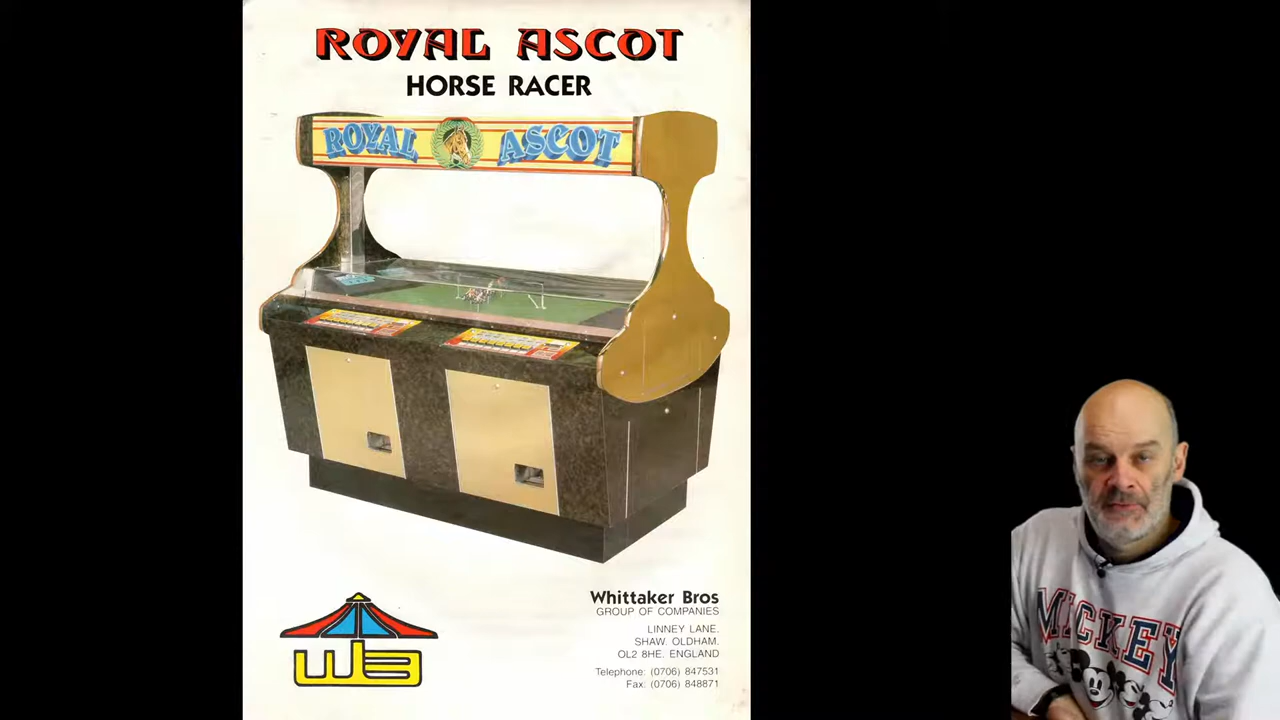 ROYAL ASCOT
HORSE RACER
ROYAL ASCOT
Whittaker Bros
GROUP OF COMPANIES
LINNEY LANE,
SHAW, OLDHAM,
OL2 8HE, ENGLAND
Telephone: (0706) 847531
Fax: (0706) 848871
wb
MICKEY